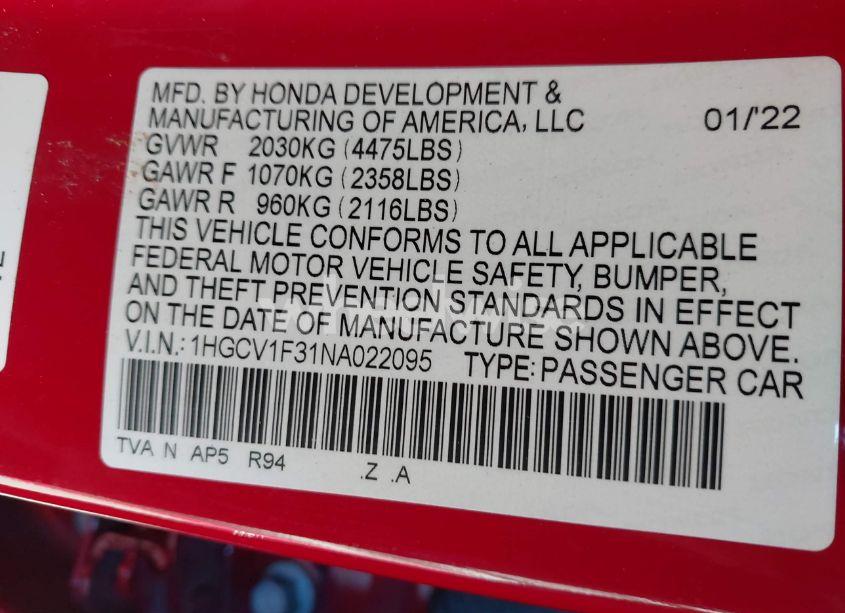 MFD. BY HONDA DEVELOPMENT &
MANUFACTURING OF AMERICA, LLC 01/'22
GVWR 2030KG (4475LBS)
GAWR F 1070KG (2358LBS)
GAWR R 960KG (2116LBS)
THIS VEHICLE CONFORMS TO ALL APPLICABLE
FEDERAL MOTOR VEHICLE SAFETY, BUMPER,
AND THEFT PREVENTION STANDARDS IN EFFECT
ON THE DATE OF MANUFACTURE SHOWN ABOVE.
V.I.N.: 1HGCV1F31NA022095 TYPE: PASSENGER CAR
TVA N AP5 R94 .Z .A